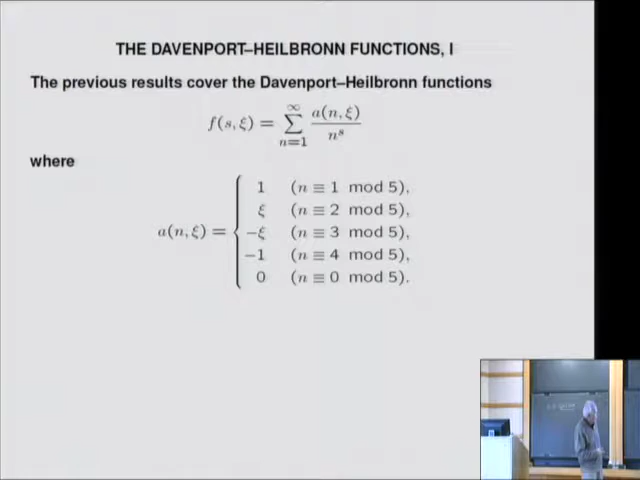 THE DAVENPORT–HEILBRONN FUNCTIONS, I
The previous results cover the Davenport–Heilbronn functions
f(s, ξ) = ∑_{n=1}^{∞} a(n, ξ) / n^s
where
a(n, ξ) = {
1 (n ≡ 1 mod 5),
ξ (n ≡ 2 mod 5),
−ξ (n ≡ 3 mod 5),
−1 (n ≡ 4 mod 5),
0 (n ≡ 0 mod 5).